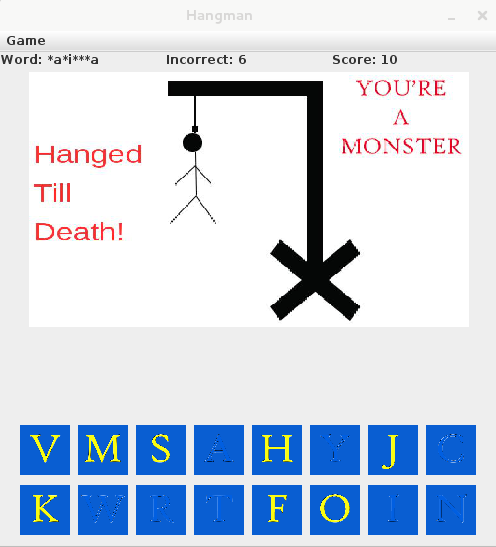 Hangman
Game
Word: *a*i***a Incorrect: 6 Score: 10
YOU'RE
A
MONSTER
Hanged
Till
Death!
V M S A H Y J C
K W E T F O I N